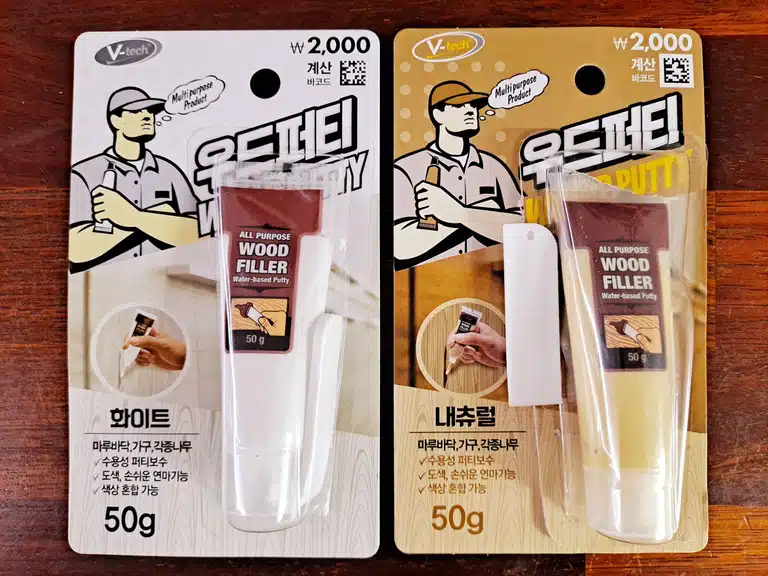 V-tech
₩2,000
계산
바코드
Multi purpose
Product
우드퍼티
ALL PURPOSE
WOOD
FILLER
Water-based Putty
50 g
화이트
마루바닥,가구,각종나무
✓수용성 퍼티보수
✓도색, 손쉬운 연마기능
✓색상 혼합 가능
50g
V-tech
₩2,000
계산
바코드
Multi purpose
Product
우드퍼티
PUTTY
ALL PURPOSE
WOOD
FILLER
Water-based Putty
50 g
내츄럴
마루바닥,가구,각종나무
✓수용성 퍼티보수
✓도색, 손쉬운 연마기능
✓색상 혼합 가능
50g